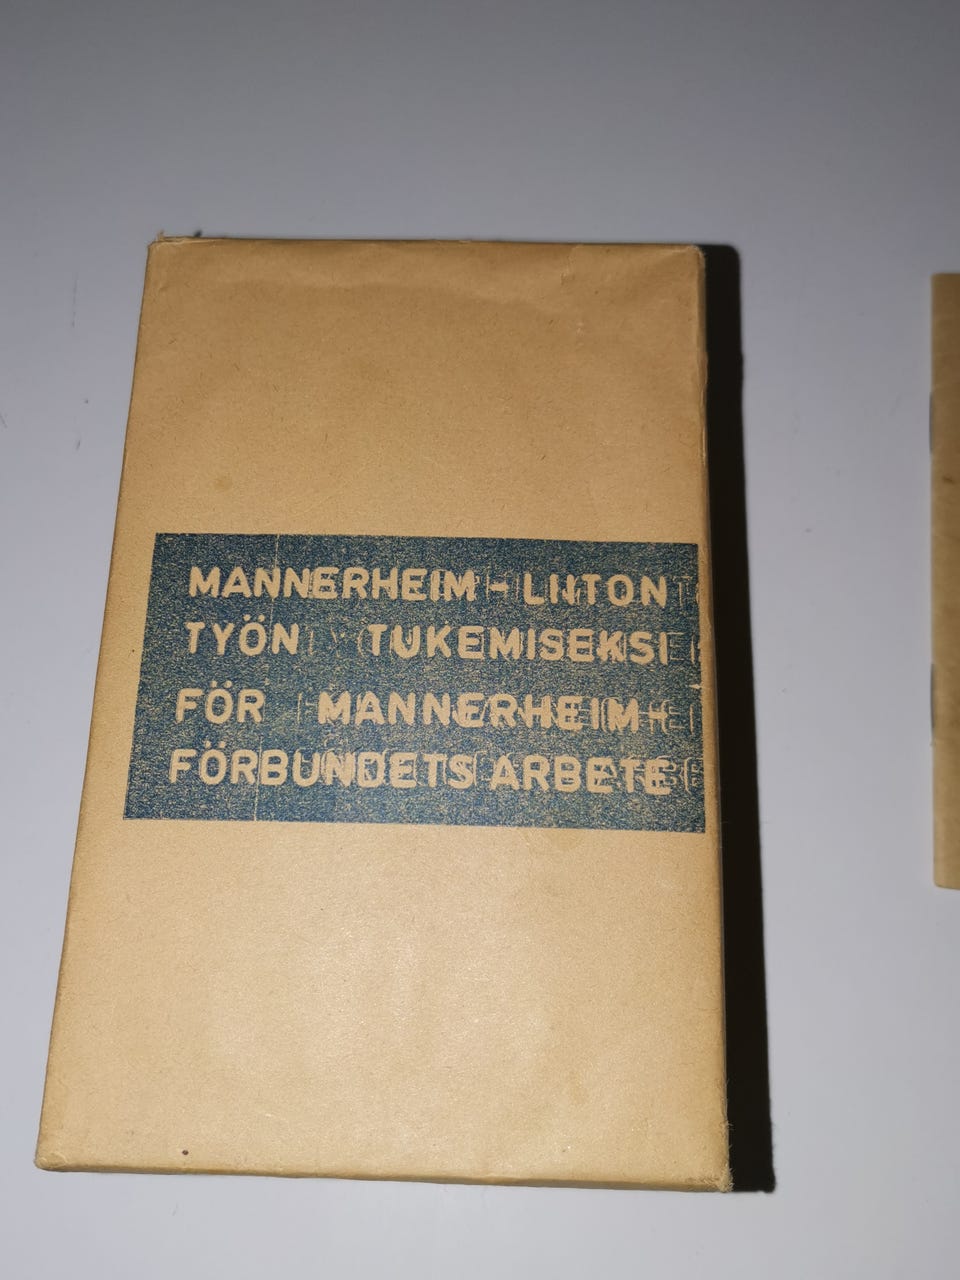 MANNERHEIM-LIITON
TYÖN TUKEMISEKSI
FÖR MANNERHEIM-
FÖRBUNDETS ARBETE